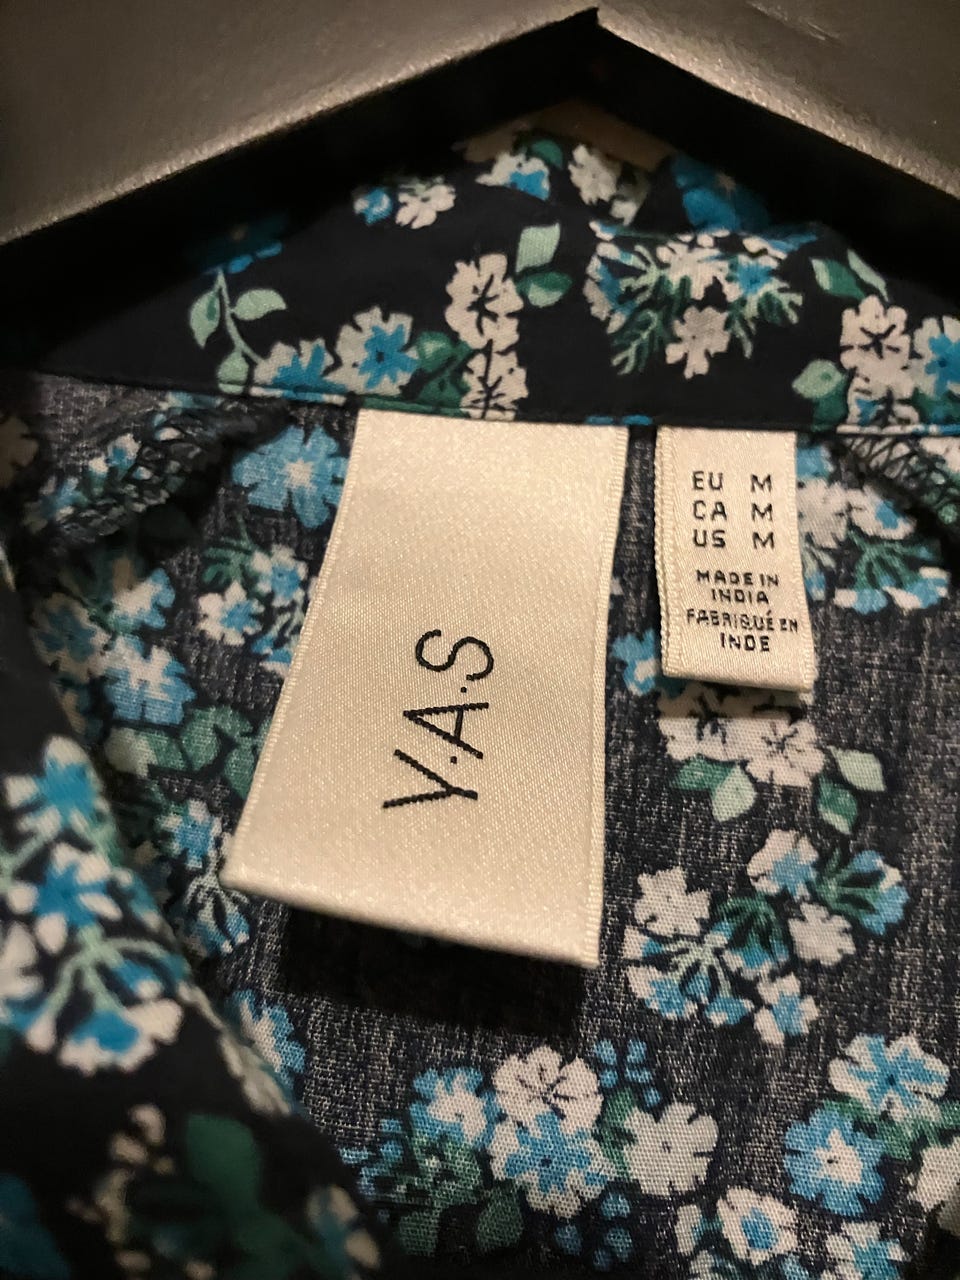 Y.A.S
EU M
CA M
US M
MADE IN
INDIA
FABRIQUÉ EN
INDE